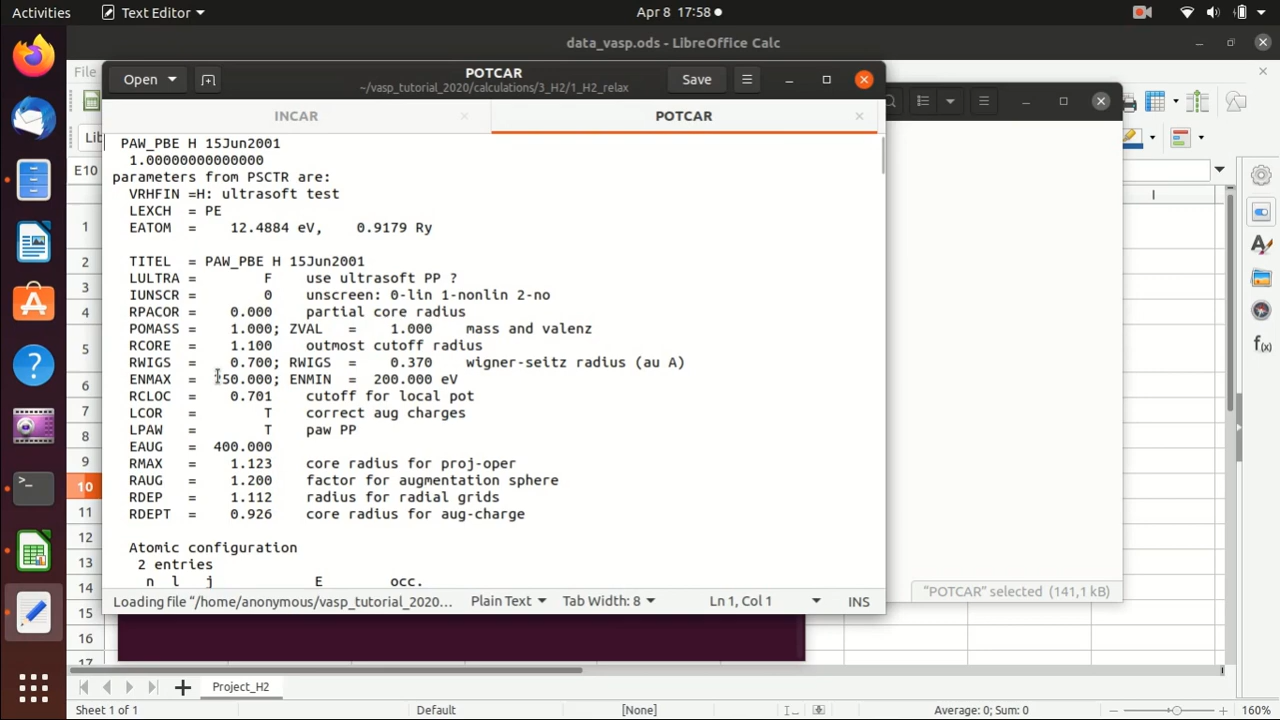 Activities
Text Editor
Apr 8 17:58
data_vasp.ods - LibreOffice Calc
File
Open
POTCAR
~/vasp_tutorial_2020/calculations/3_H2/1_H2_relax
Save
INCAR
POTCAR
Lib
E10
I
PAW_PBE H 15Jun2001
1.00000000000000
parameters from PSCTR are:
VRHFIN =H: ultrasoft test
LEXCH = PE
EATOM = 12.4884 eV, 0.9179 Ry
TITEL = PAW_PBE H 15Jun2001
LULTRA = F use ultrasoft PP ?
IUNSCR = 0 unscreen: 0-lin 1-nonlin 2-no
RPACOR = 0.000 partial core radius
POMASS = 1.000; ZVAL = 1.000 mass and valenz
RCORE = 1.100 outmost cutoff radius
RWIGS = 0.700; RWIGS = 0.370 wigner-seitz radius (au A)
ENMAX = 250.000; ENMIN = 200.000 eV
RCLOC = 0.701 cutoff for local pot
LCOR = T correct aug charges
LPAW = T paw PP
EAUG = 400.000
RMAX = 1.123 core radius for proj-oper
RAUG = 1.200 factor for augmentation sphere
RDEP = 1.112 radius for radial grids
RDEPT = 0.926 core radius for aug-charge
Atomic configuration
2 entries
n l j E occ.
1
2
3
4
5
6
7
8
9
10
11
12
13
14
15
16
17
Loading file "/home/anonymous/vasp_tutorial_2020...
Plain Text
Tab Width: 8
Ln 1, Col 1
INS
"POTCAR" selected (141,1 kB)
Project_H2
Sheet 1 of 1
Default
[None]
Average: 0; Sum: 0
160%